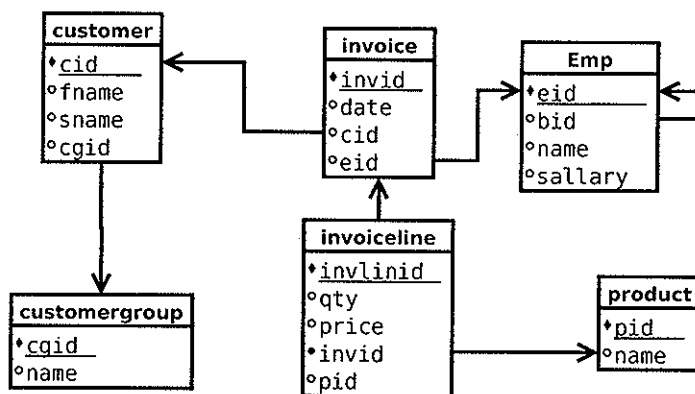 customer
cid
fname
sname
cgid
invoice
invid
date
cid
eid
Emp
eid
bid
name
sallary
invoiceline
invlinid
qty
price
invid
pid
customergroup
cgid
name
product
pid
name